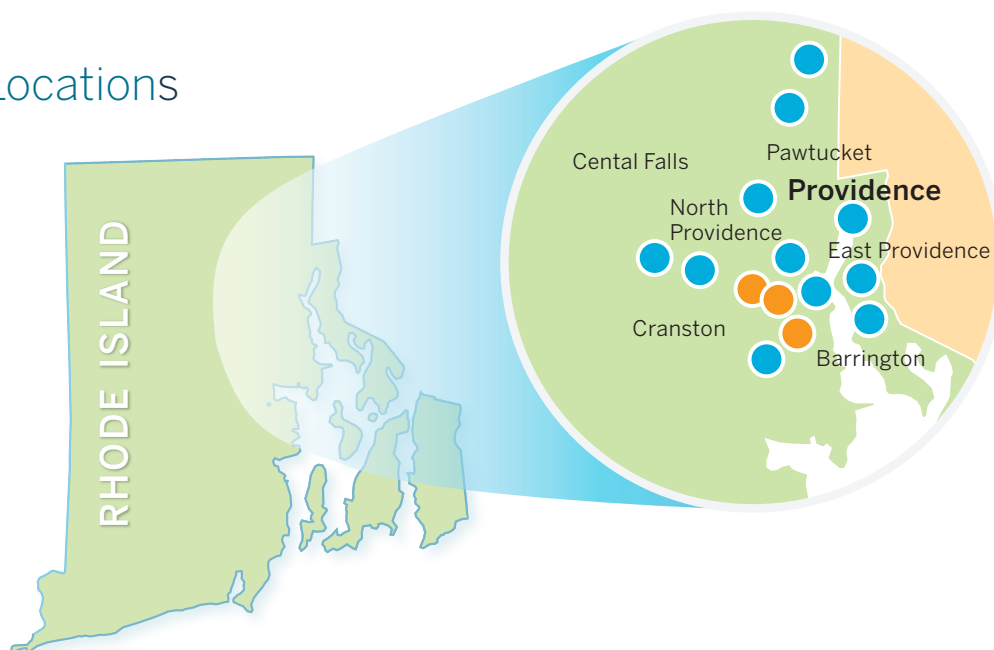 Locations
RHODE ISLAND
Cental Falls
Pawtucket
Providence
North
Providence
East Providence
Cranston
Barrington